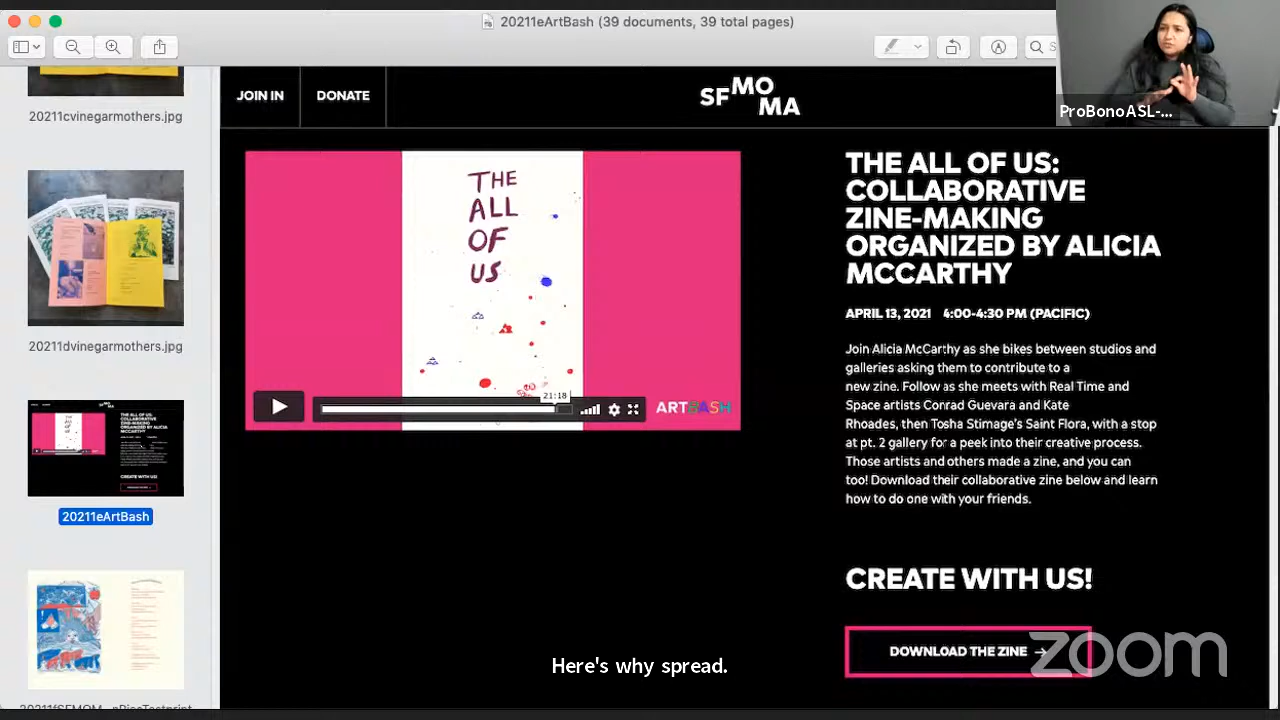 20211eArtBash (39 documents, 39 total pages)
ProBonoASL-...
20211cvinegarmothers.jpg
20211dvinegarmothers.jpg
20211eArtBash
JOIN IN
DONATE
SFMOMA
THE
ALL
OF
US
21:18
ARTBASH
THE ALL OF US:
COLLABORATIVE
ZINE-MAKING
ORGANIZED BY ALICIA
MCCARTHY
APRIL 13, 2021 4:00-4:30 PM (PACIFIC)
Join Alicia McCarthy as she bikes between studios and
galleries asking them to contribute to a
new zine. Follow as she meets with Real Time and
Space artists Conrad Guevara and Kate
Rhoades, then Tosha Stimage's Saint Flora, with a stop
at pt. 2 gallery for a peek into their creative process.
Those artists and others made a zine, and you can
too! Download their collaborative zine below and learn
how to do one with your friends.
CREATE WITH US!
DOWNLOAD THE ZINE →
zoom
Here's why spread.